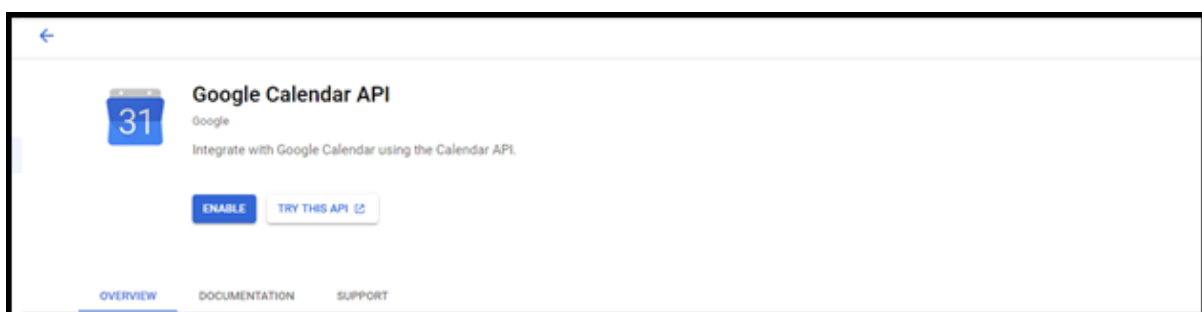 31
Google Calendar API
Google
Integrate with Google Calendar using the Calendar API.
ENABLE TRY THIS API
OVERVIEW DOCUMENTATION SUPPORT